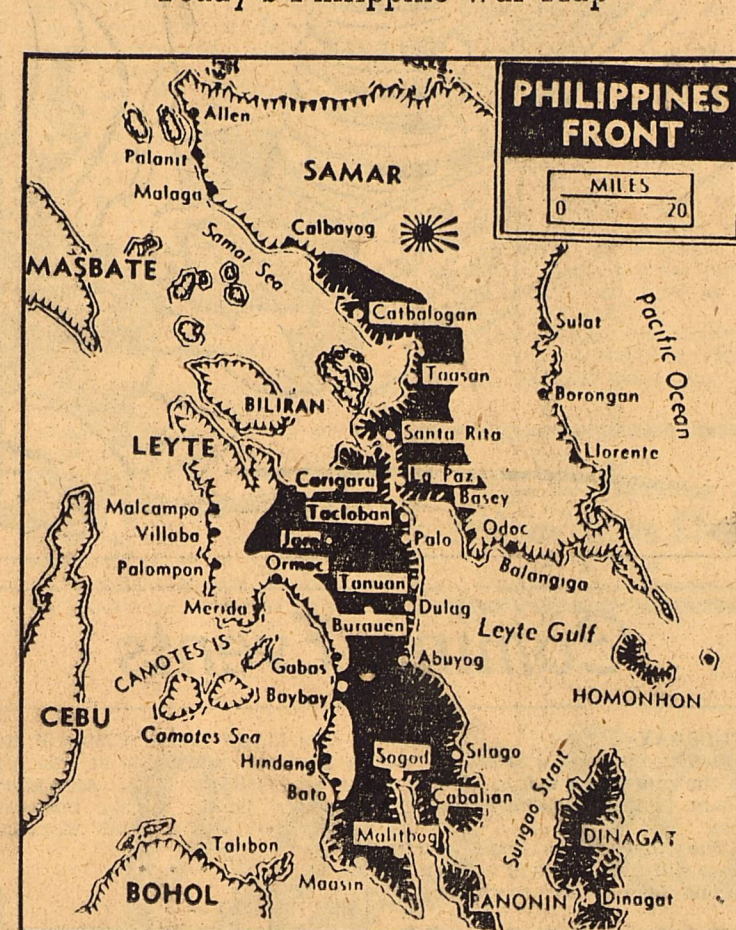 PHILIPPINES
FRONT
MILES
0 20
Allen
Palanit
SAMAR
Malaga
Calbayog
Samar Sea
MASBATE
Catbalogan
Sulat
Pacific Ocean
Taasan
Borongan
BILIRAN
Santa Rita
LEYTE
Llorente
Carigara
La Paz
Basey
Malcampo
Tacloban
Villaba
Odoc
Jaro
Palo
Palompon
Ormoc
Balangiga
Tanuan
Merida
Dulag
Burauen
Leyte Gulf
CAMOTES IS
Gabas
Abuyog
Baybay
HOMONHON
CEBU
Camotes Sea
Hindang
Sogod
Silago
Surigao Strait
Bato
Cabalian
Talibon
Malitbog
DINAGAT
BOHOL
Maasin
PANONIN
Dinagat